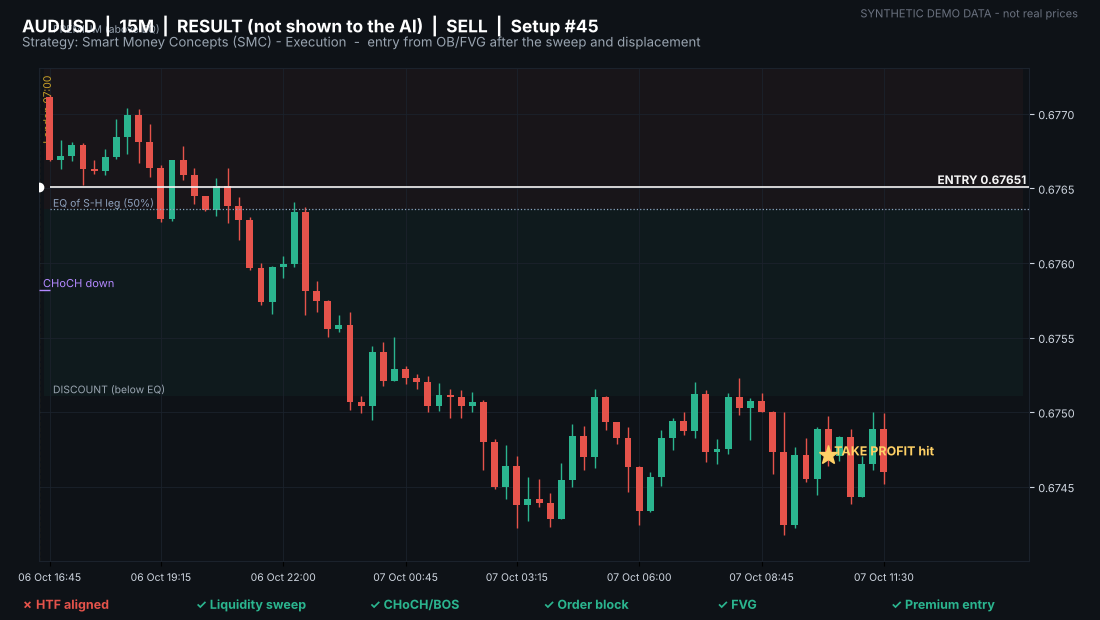 SYNTHETIC DEMO DATA - not real prices
AUDUSD | 15M | RESULT (not shown to the AI) | SELL | Setup #45
Strategy: Smart Money Concepts (SMC) - Execution - entry from OB/FVG after the sweep and displacement
07:00
0.6770
ENTRY 0.67651
0.6765
EQ of S-H leg (50%)
0.6760
CHoCH down
0.6755
DISCOUNT (below EQ)
0.6750
TAKE PROFIT hit
0.6745
06 Oct 16:45
06 Oct 19:15
06 Oct 22:00
07 Oct 00:45
07 Oct 03:15
07 Oct 06:00
07 Oct 08:45
07 Oct 11:30
✗ HTF aligned
✓ Liquidity sweep
✓ CHoCH/BOS
✓ Order block
✓ FVG
✓ Premium entry